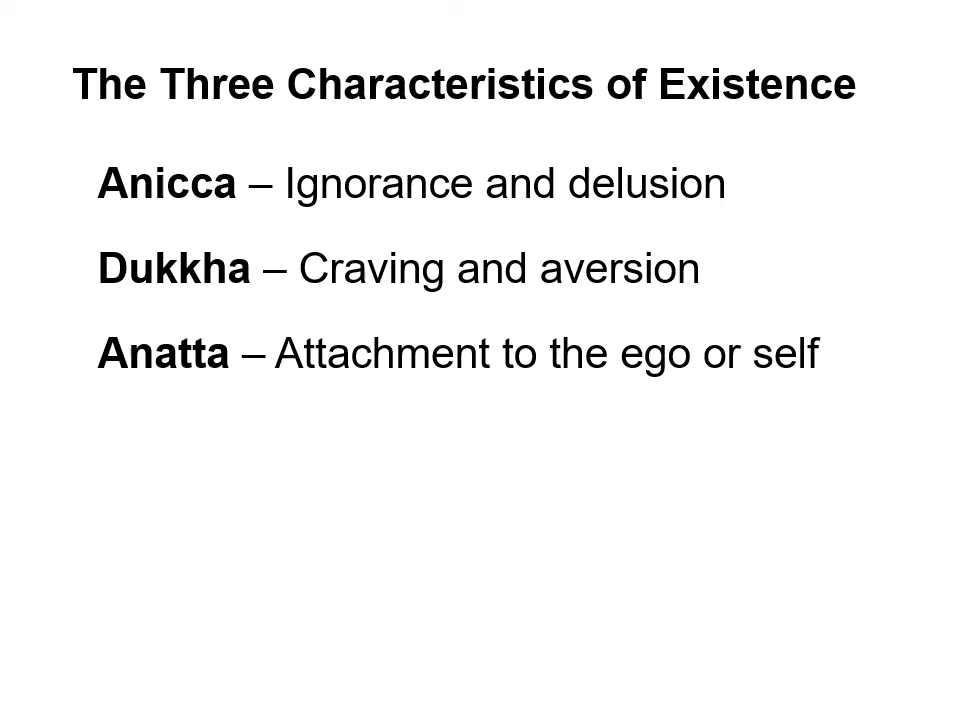 The Three Characteristics of Existence
Anicca – Ignorance and delusion
Dukkha – Craving and aversion
Anatta – Attachment to the ego or self